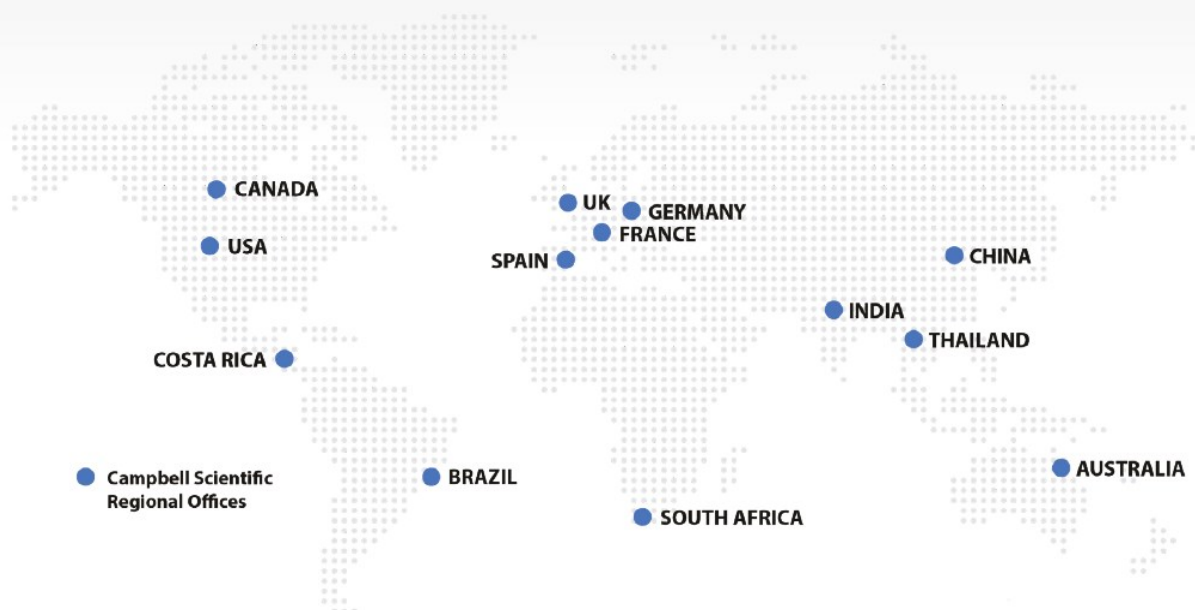 CANADA
UK
GERMANY
FRANCE
USA
SPAIN
CHINA
INDIA
THAILAND
COSTA RICA
Campbell Scientific
Regional Offices
BRAZIL
AUSTRALIA
SOUTH AFRICA